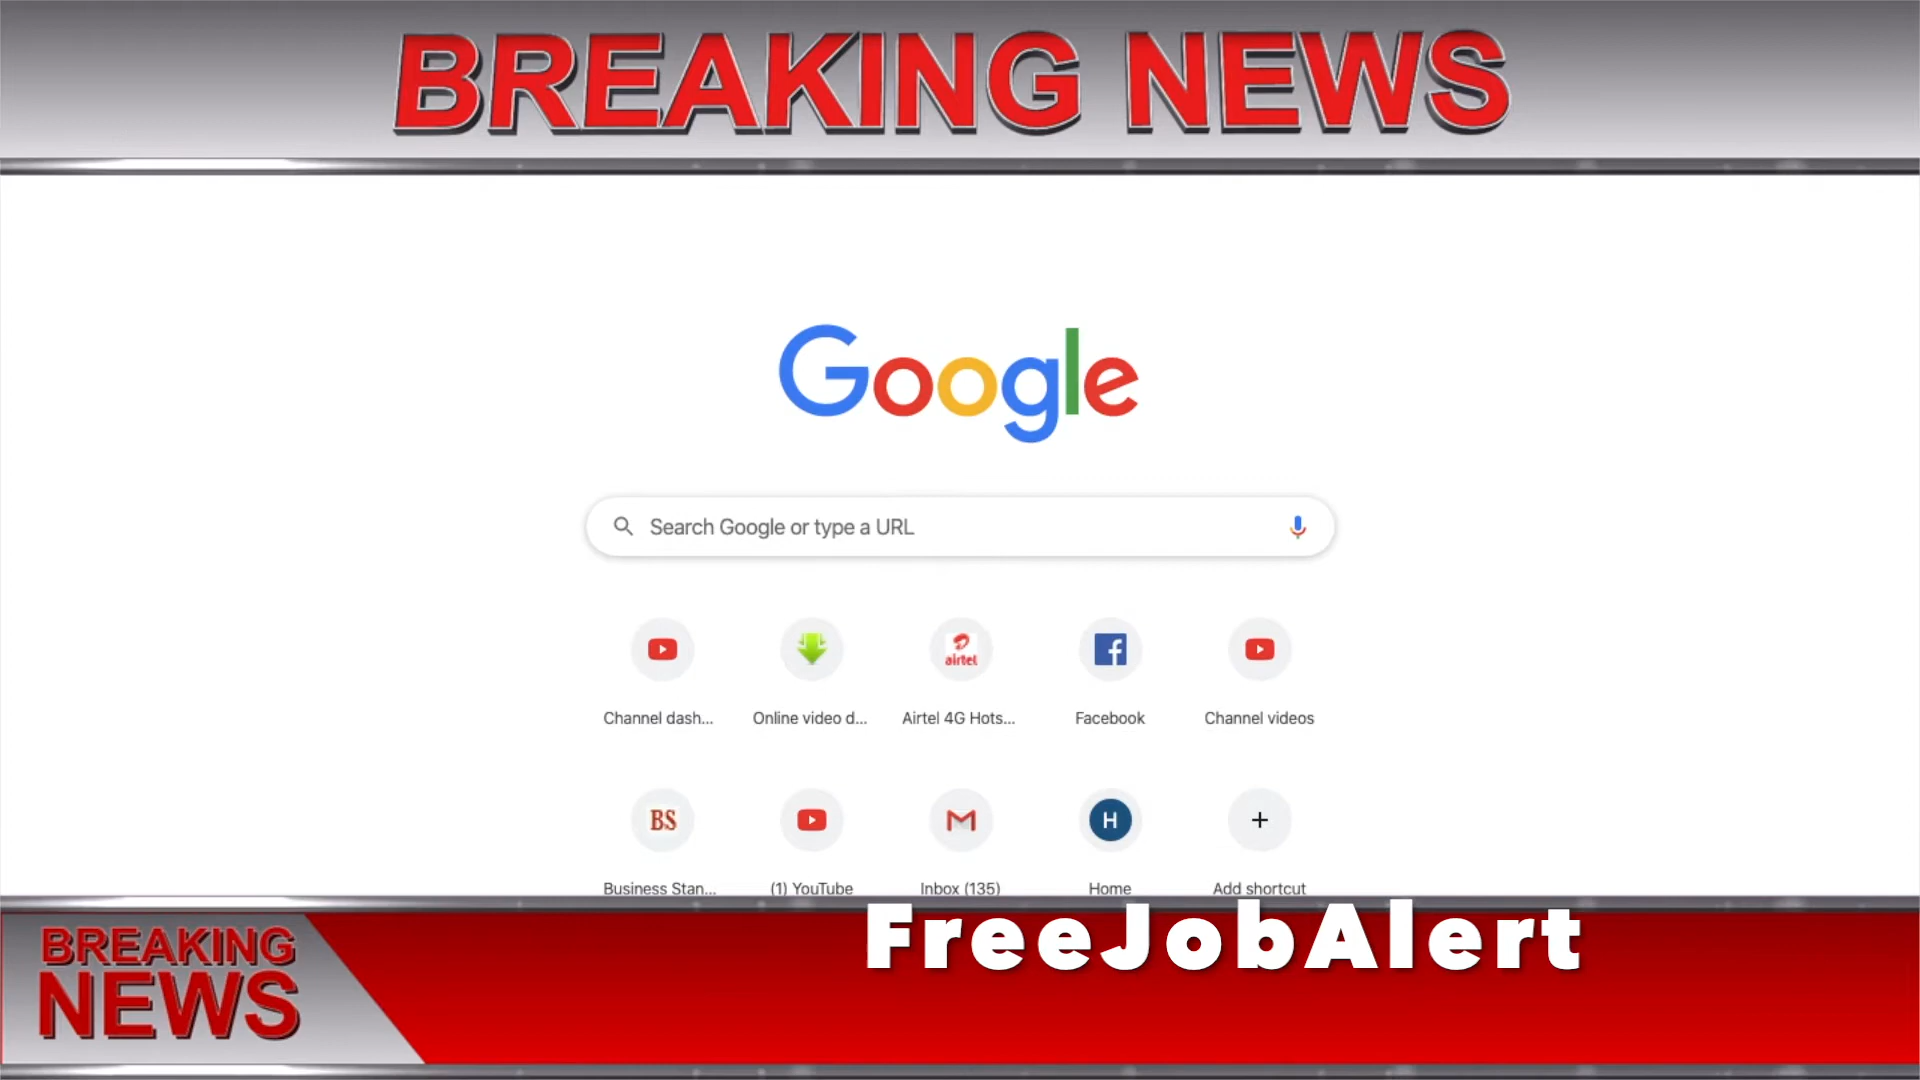 BREAKING NEWS
Google
Search Google or type a URL
airtel
Channel dash...
Online video d...
Airtel 4G Hots...
Facebook
Channel videos
BS
H
Business Stan...
(1) YouTube
Inbox (135)
Home
Add shortcut
FreeJobAlert
BREAKING
NEWS